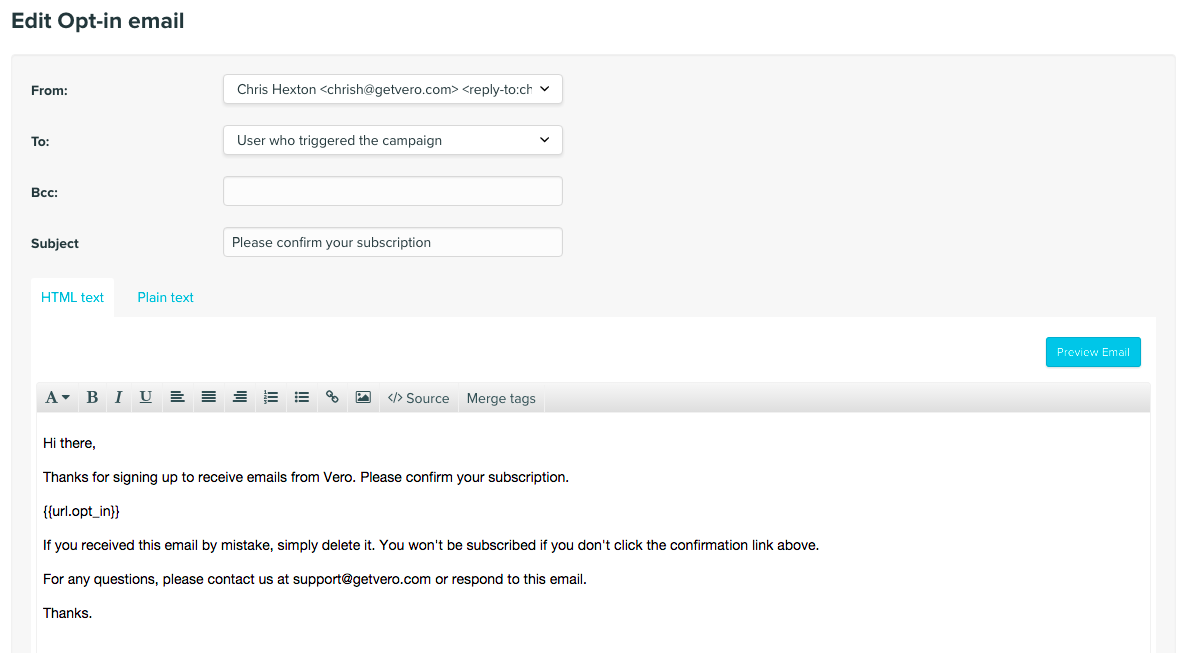 Edit Opt-in email
From:
Chris Hexton <chrish@getvero.com> <reply-to:ch
To:
User who triggered the campaign
Bcc:
Subject
Please confirm your subscription
HTML text Plain text
Preview Email
A B I U </> Source Merge tags
Hi there,
Thanks for signing up to receive emails from Vero. Please confirm your subscription.
{{url.opt_in}}
If you received this email by mistake, simply delete it. You won't be subscribed if you don't click the confirmation link above.
For any questions, please contact us at support@getvero.com or respond to this email.
Thanks.